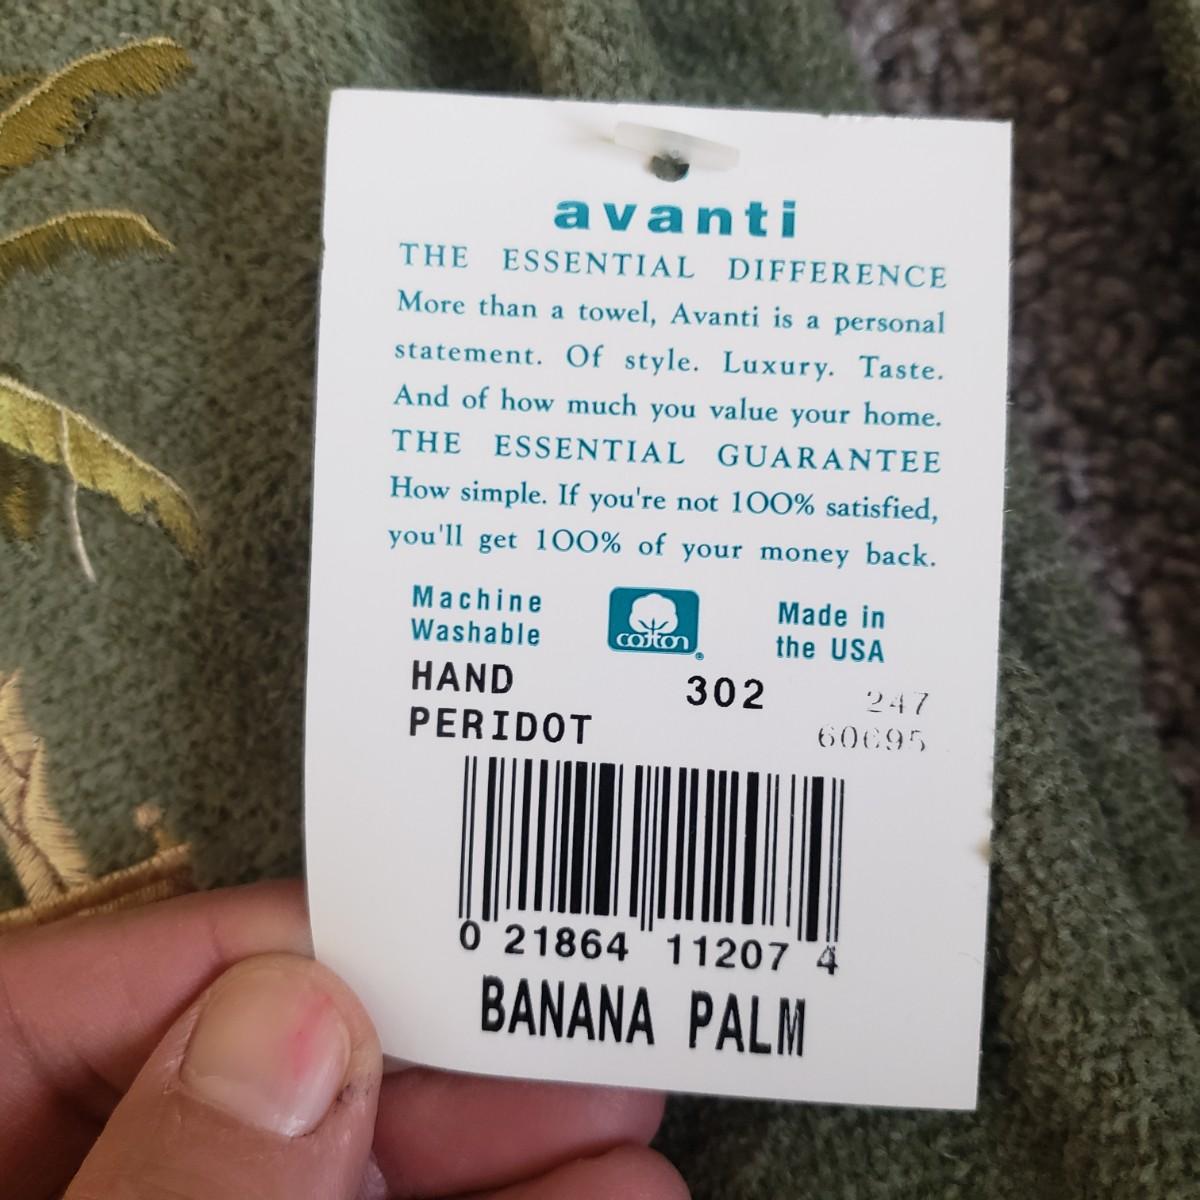 avanti
THE ESSENTIAL DIFFERENCE
More than a towel, Avanti is a personal
statement. Of style. Luxury. Taste.
And of how much you value your home.
THE ESSENTIAL GUARANTEE
How simple. If you're not 100% satisfied,
you'll get 100% of your money back.
Machine
Washable
cotton
®
Made in
the USA
HAND 302 247
PERIDOT 60695
0 21864 11207 4
BANANA PALM